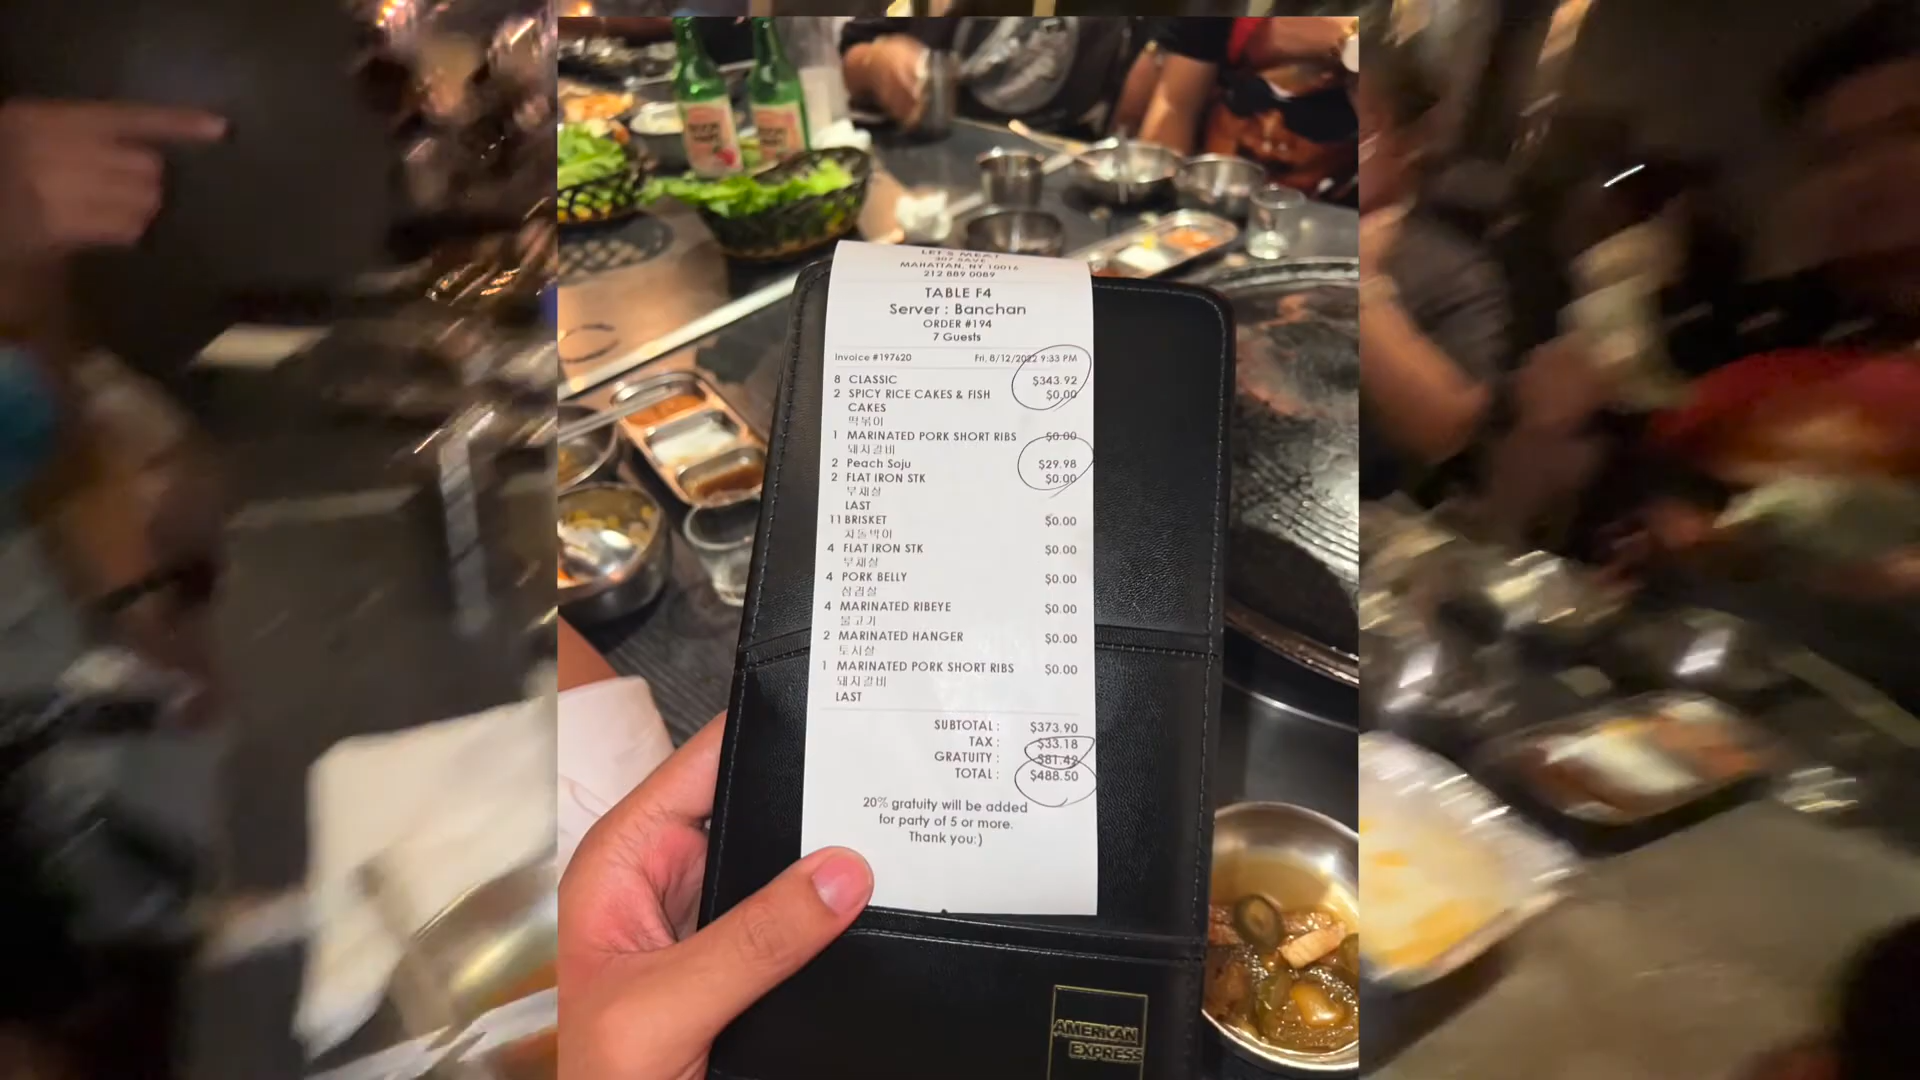 LET'S MEAT
307 5AVE
MAHATTAN, NY 10016
212 889 0089
TABLE F4
Server : Banchan
ORDER #194
7 Guests
Invoice #197620 Fri, 8/12/2022 9:33 PM
8 CLASSIC $343.92
2 SPICY RICE CAKES & FISH $0.00
CAKES
떡볶이
1 MARINATED PORK SHORT RIBS $0.00
돼지갈비
2 Peach Soju $29.98
2 FLAT IRON STK $0.00
부채살
LAST
11 BRISKET $0.00
차돌박이
4 FLAT IRON STK $0.00
부채살
4 PORK BELLY $0.00
삼겹살
4 MARINATED RIBEYE $0.00
불고기
2 MARINATED HANGER $0.00
토시살
1 MARINATED PORK SHORT RIBS $0.00
돼지갈비
LAST
SUBTOTAL : $373.90
TAX : $33.18
GRATUITY : $81.42
TOTAL : $488.50
20% gratuity will be added
for party of 5 or more.
Thank you:)
AMERICAN
EXPRESS